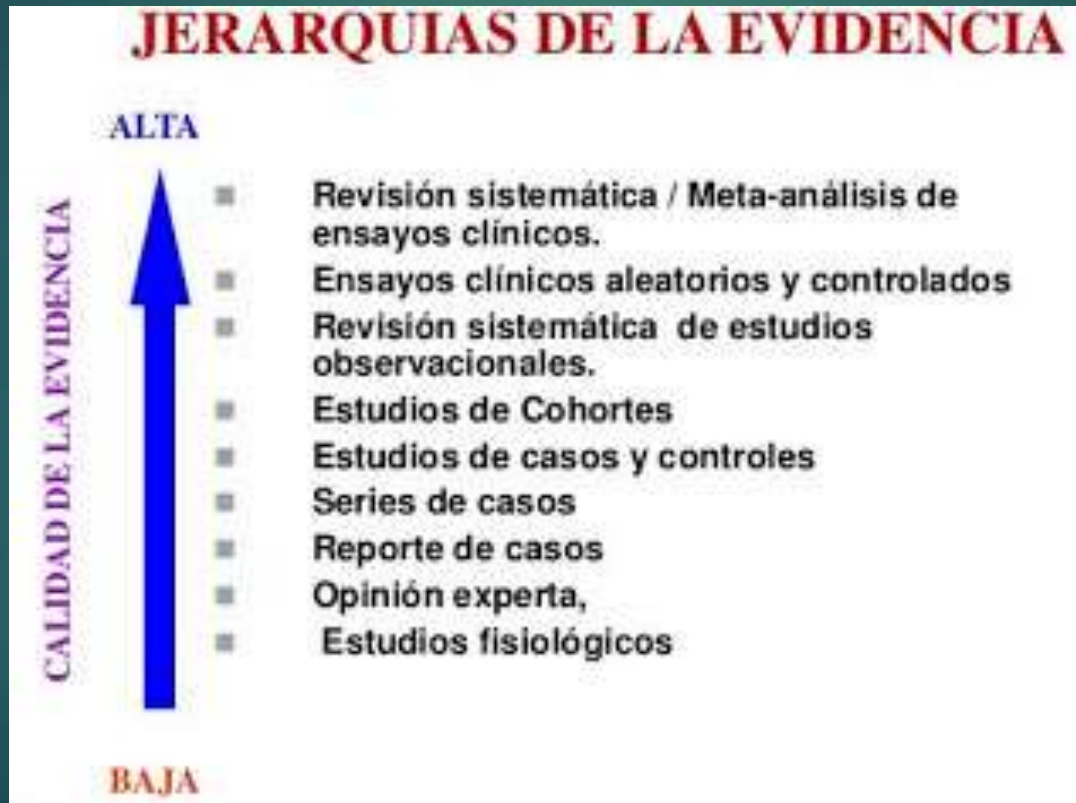 JERARQUIAS DE LA EVIDENCIA
ALTA
CALIDAD DE LA EVIDENCIA
Revisión sistemática / Meta-análisis de
ensayos clínicos.
Ensayos clínicos aleatorios y controlados
Revisión sistemática de estudios
observacionales.
Estudios de Cohortes
Estudios de casos y controles
Series de casos
Reporte de casos
Opinión experta,
Estudios fisiológicos
BAJA